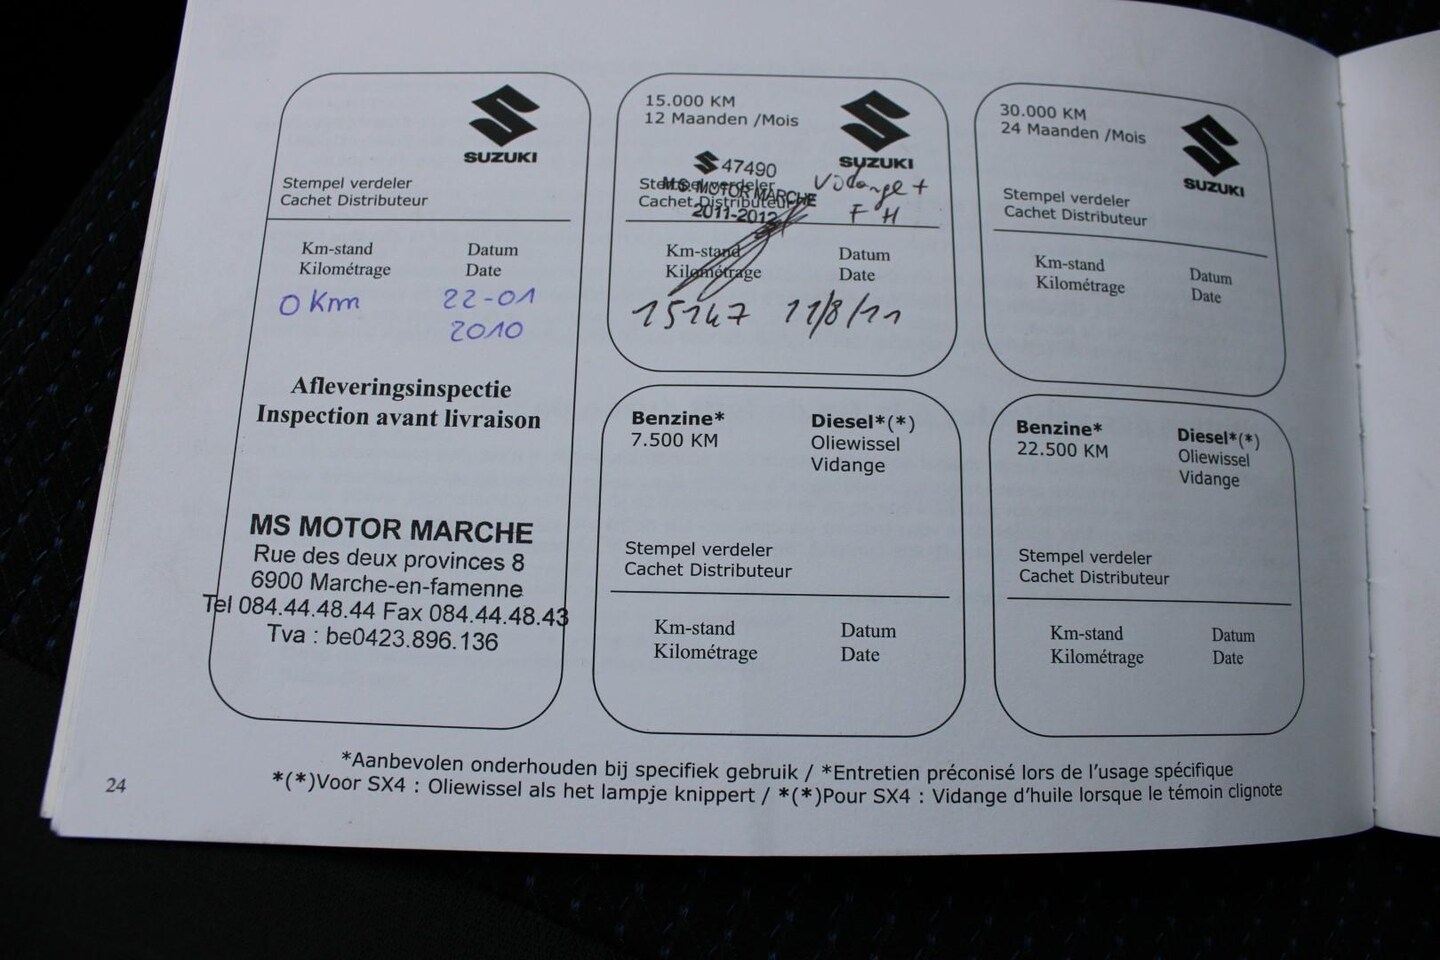 SUZUKI
Stempel verdeler
Cachet Distributeur
Km-stand Datum
Kilométrage Date
0 Km 22-01
2010
Afleveringsinspectie
Inspection avant livraison
MS MOTOR MARCHE
Rue des deux provinces 8
6900 Marche-en-famenne
Tel 084.44.48.44 Fax 084.44.48.43
Tva : be0423.896.136
15.000 KM
12 Maanden /Mois
SUZUKI
47490
Stempel verdeler
M.S. MOTOR MARCHE
Cachet Distributeur
2011-2012
Vidange +
F H
Km-stand Datum
Kilométrage Date
15147 11/8/11
30.000 KM
24 Maanden /Mois
SUZUKI
Stempel verdeler
Cachet Distributeur
Km-stand Datum
Kilométrage Date
Benzine* Diesel*(*)
7.500 KM Oliewissel
Vidange
Stempel verdeler
Cachet Distributeur
Km-stand Datum
Kilométrage Date
Benzine* Diesel*(*)
22.500 KM Oliewissel
Vidange
Stempel verdeler
Cachet Distributeur
Km-stand Datum
Kilométrage Date
*Aanbevolen onderhouden bij specifiek gebruik / *Entretien préconisé lors de l'usage spécifique
*(*)Voor SX4 : Oliewissel als het lampje knippert / *(*)Pour SX4 : Vidange d'huile lorsque le témoin clignote
24